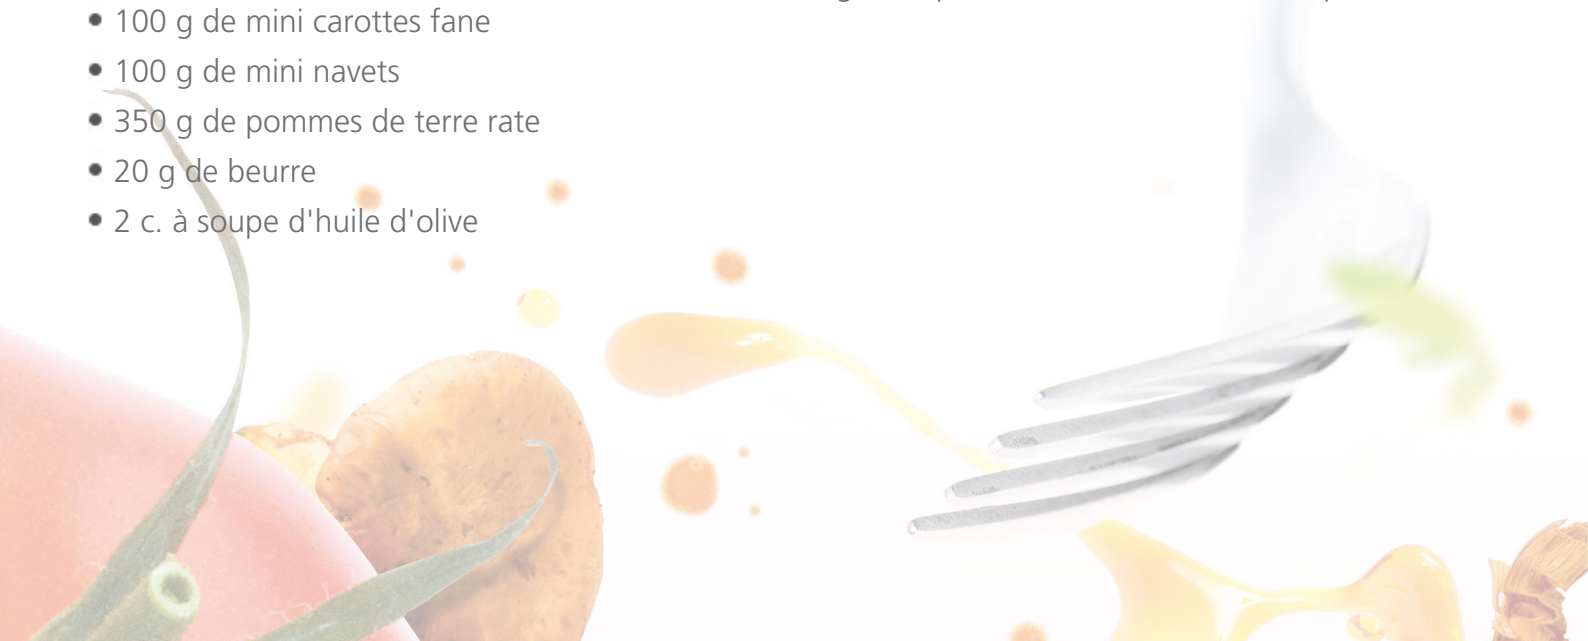 • 100 g de mini carottes fane
• 100 g de mini navets
• 350 g de pommes de terre rate
• 20 g de beurre
• 2 c. à soupe d'huile d'olive